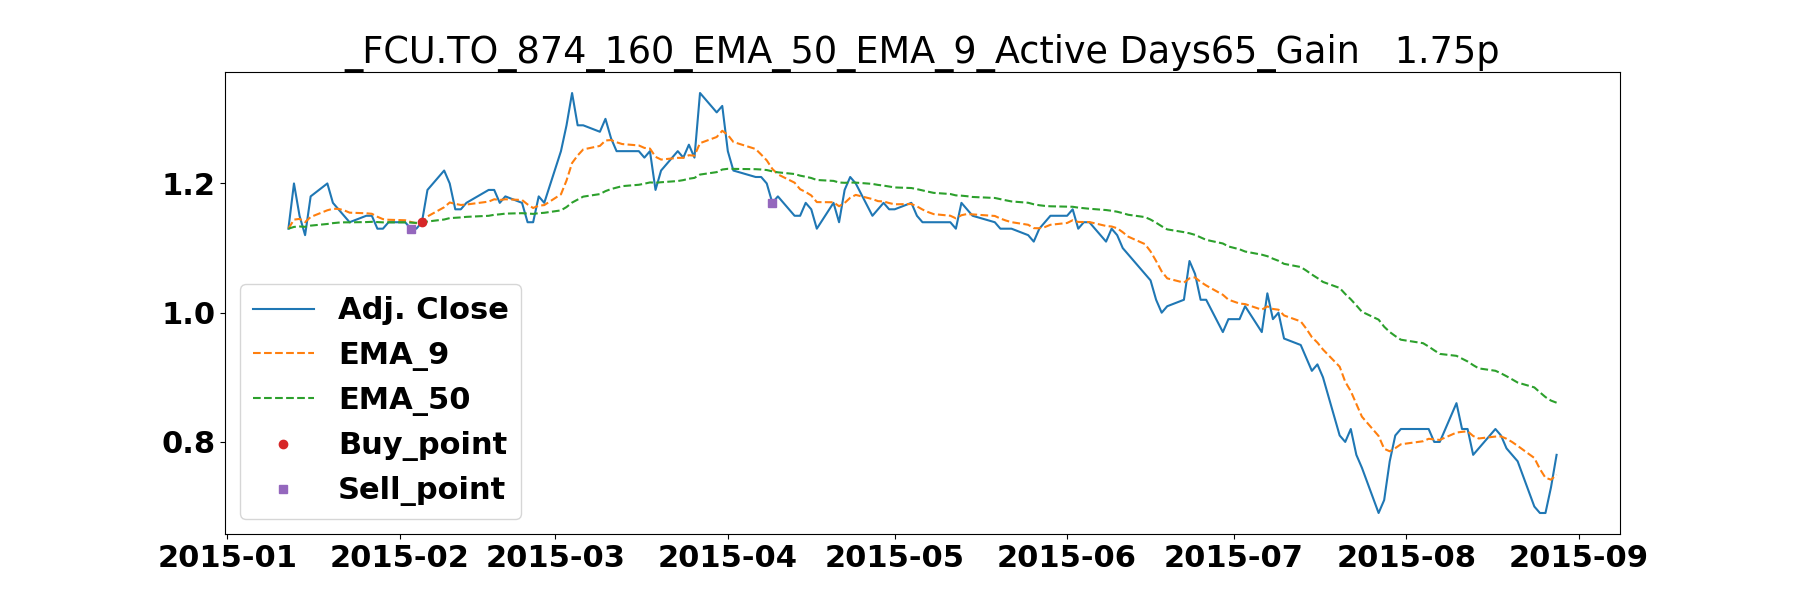 _FCU.TO_874_160_EMA_50_EMA_9_Active Days65_Gain   1.75p
1.2
1.0
0.8
Adj. Close
EMA_9
EMA_50
Buy_point
Sell_point
2015-01 2015-02 2015-03 2015-04 2015-05 2015-06 2015-07 2015-08 2015-09